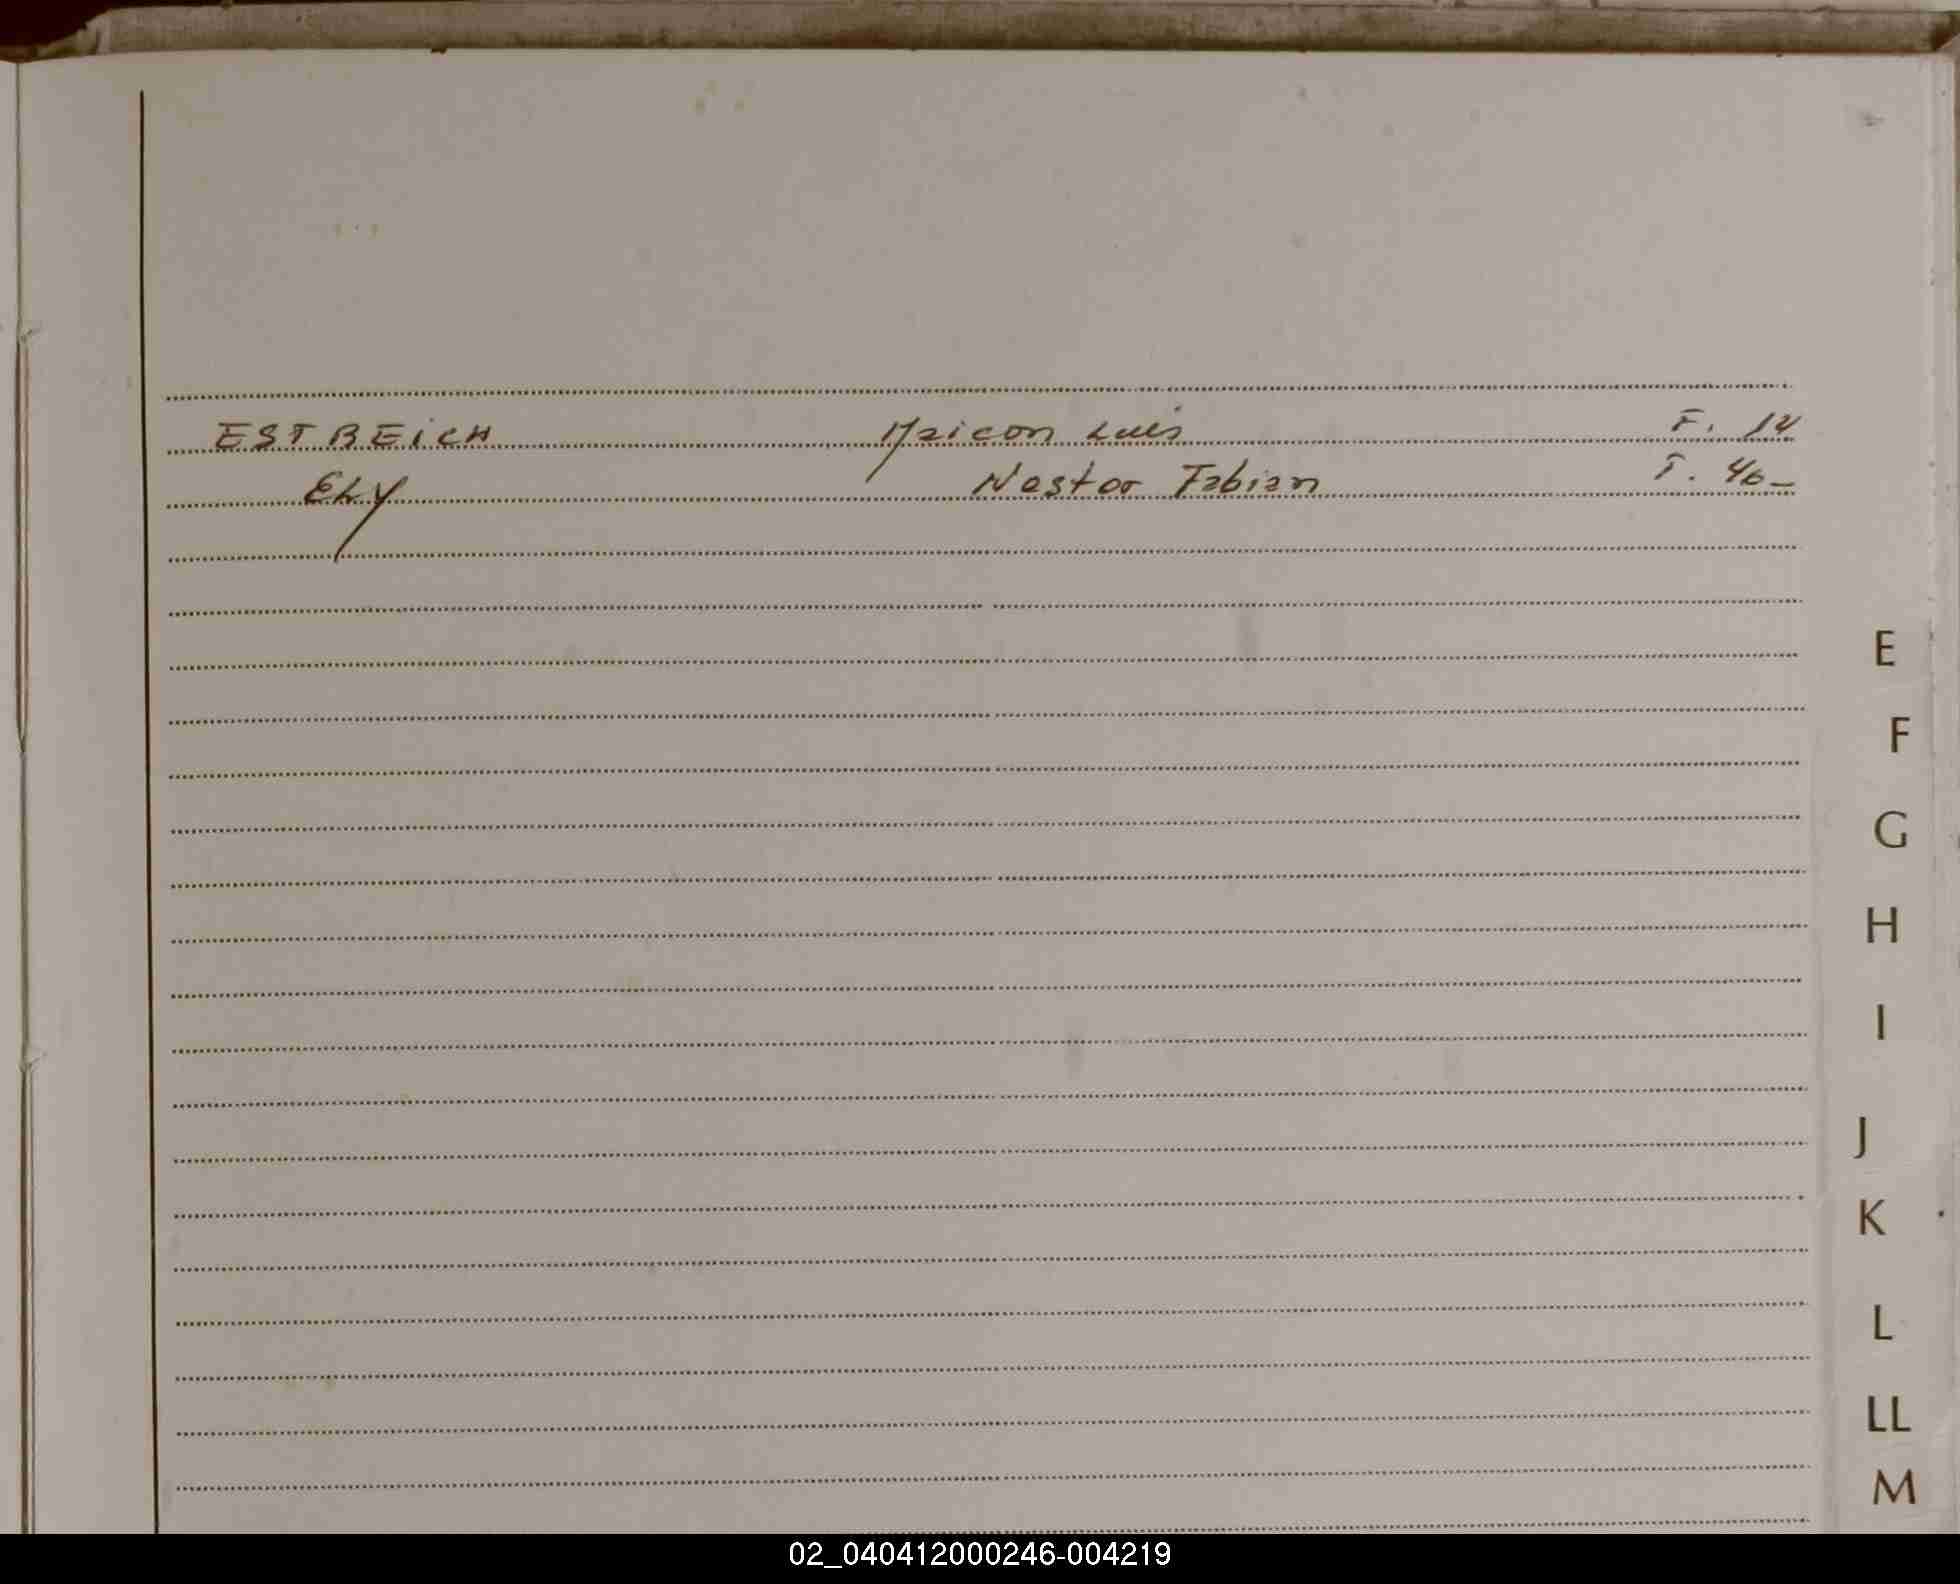 ESTREICH Maicon Luis F. 14
ELY Nestor Fabian F. 46-
E
F
G
H
I
J
K
L
LL
M
02_040412000246-004219